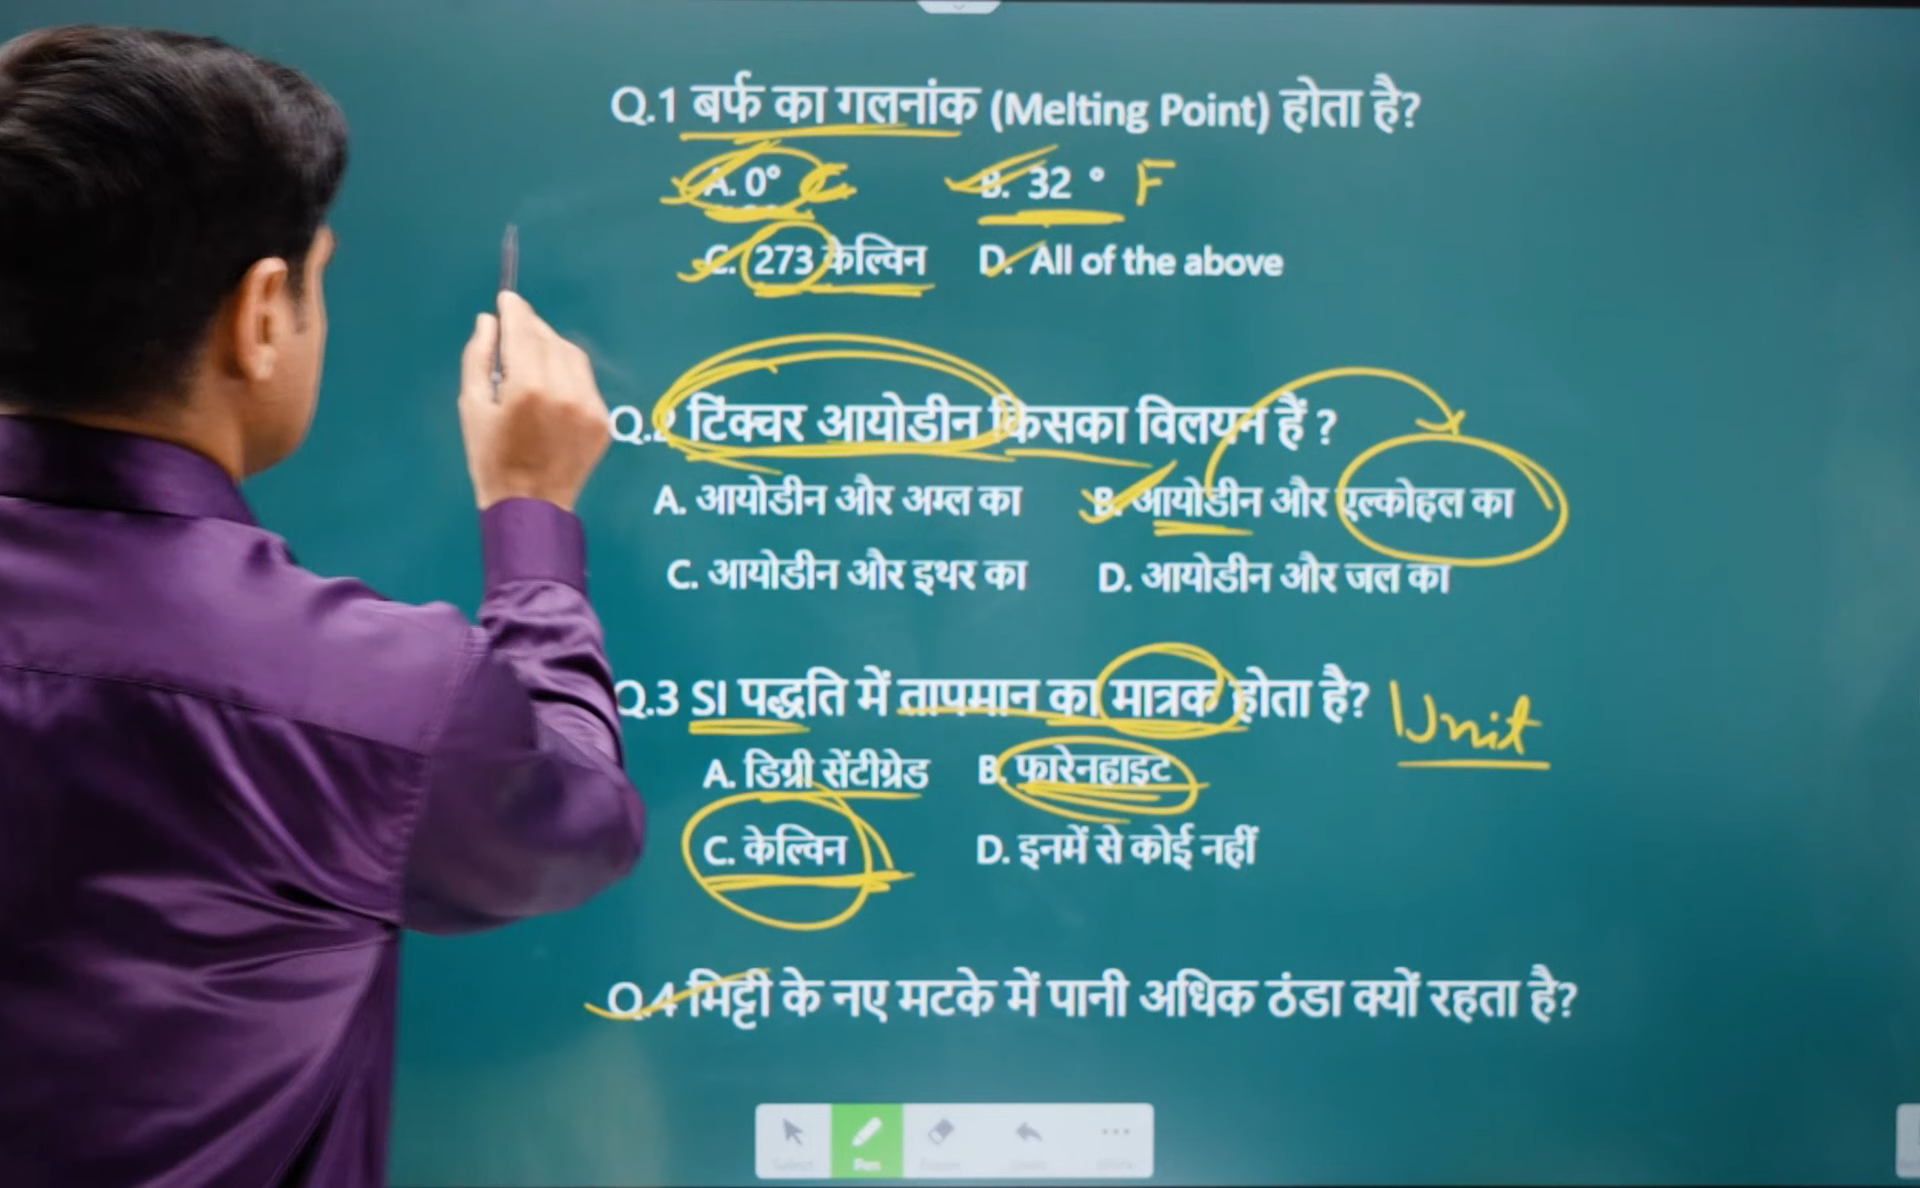 Q.1 बर्फ का गलनांक (Melting Point) होता है?
A. 0° C B. 32 ° F
C. 273 केल्विन D. All of the above
Q.2 टिंक्चर आयोडीन किसका विलयन हैं ?
A. आयोडीन और अम्ल का B. आयोडीन और एल्कोहल का
C. आयोडीन और इथर का D. आयोडीन और जल का
Q.3 SI पद्धति में तापमान का मात्रक होता है? Unit
A. डिग्री सेंटीग्रेड B. फारेनहाइट
C. केल्विन D. इनमें से कोई नहीं
Q.4 मिट्टी के नए मटके में पानी अधिक ठंडा क्यों रहता है?
Select Pen